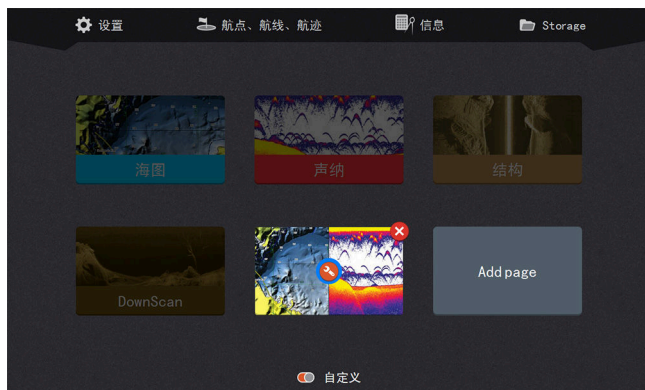 设置
航点、航线、航迹
信息
Storage
海图
声纳
结构
DownScan
Add page
自定义